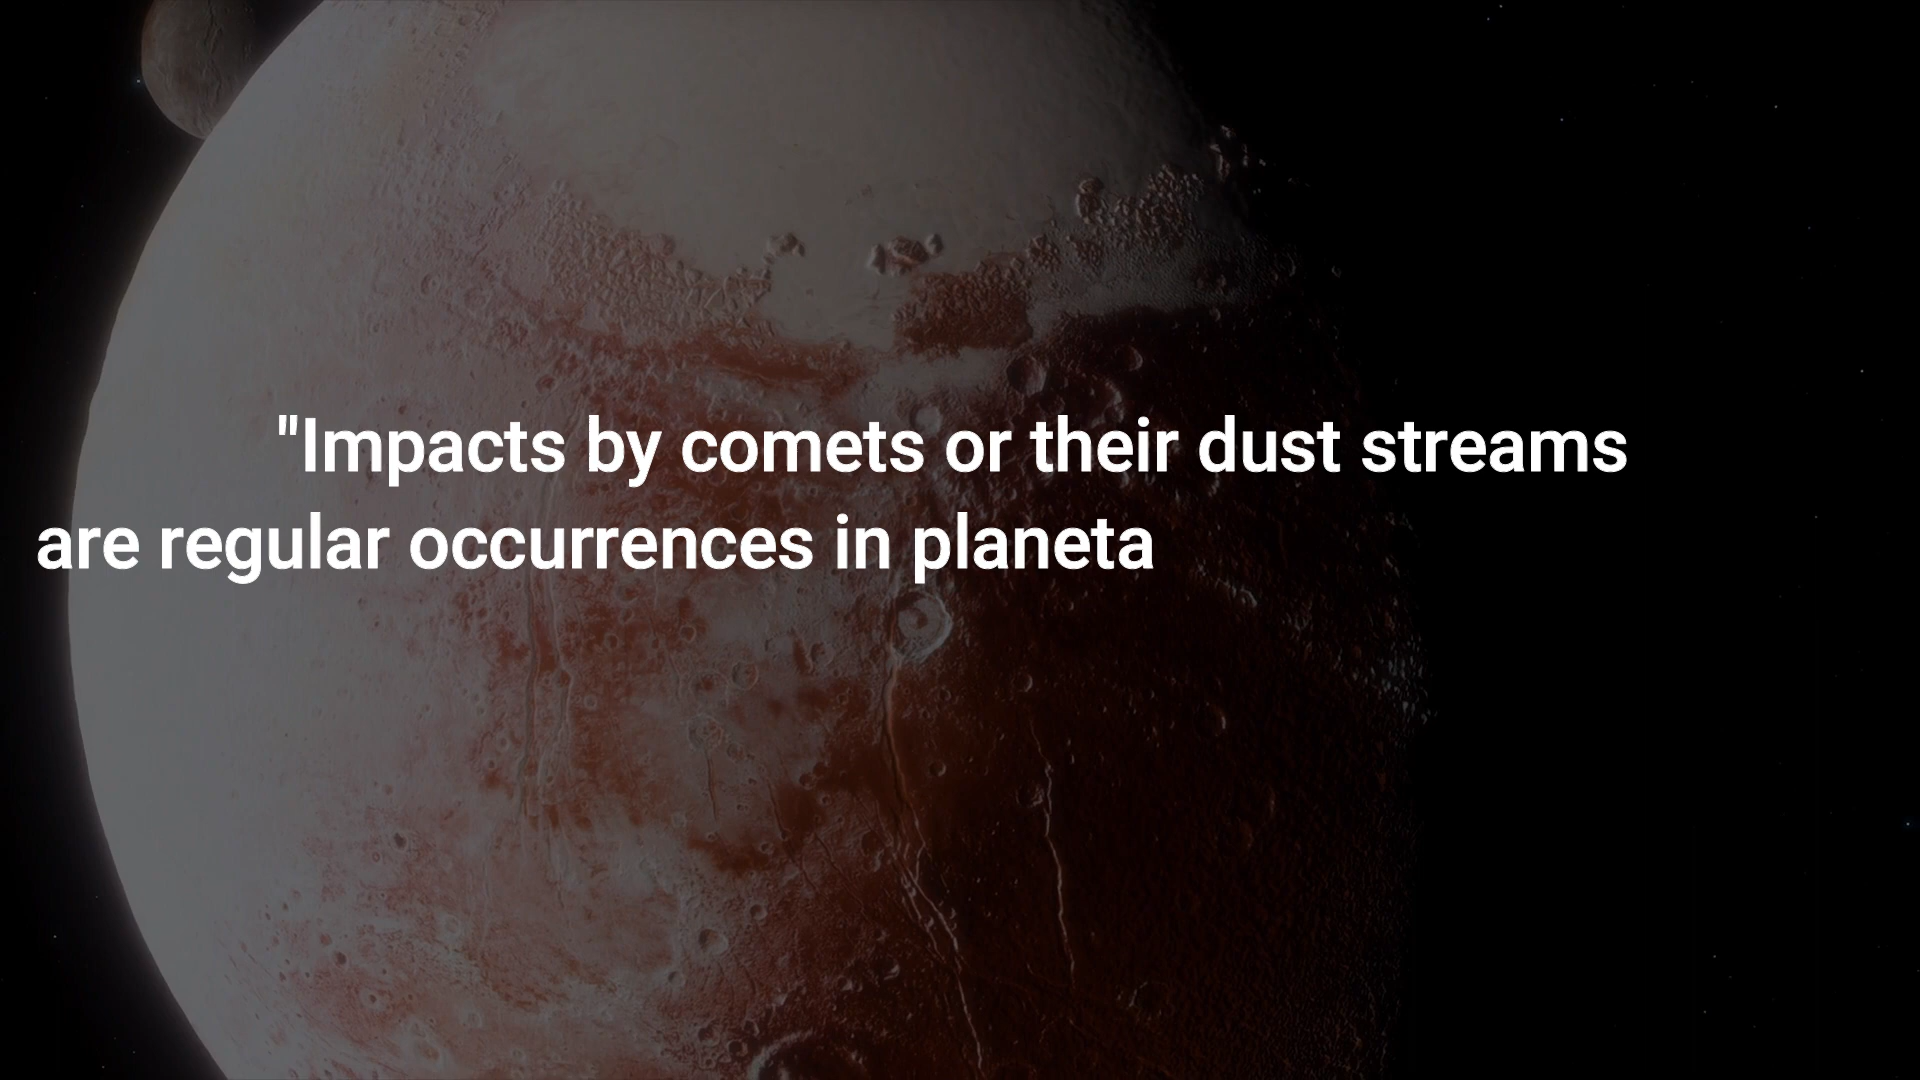 "Impacts by comets or their dust streams
are regular occurrences in planeta